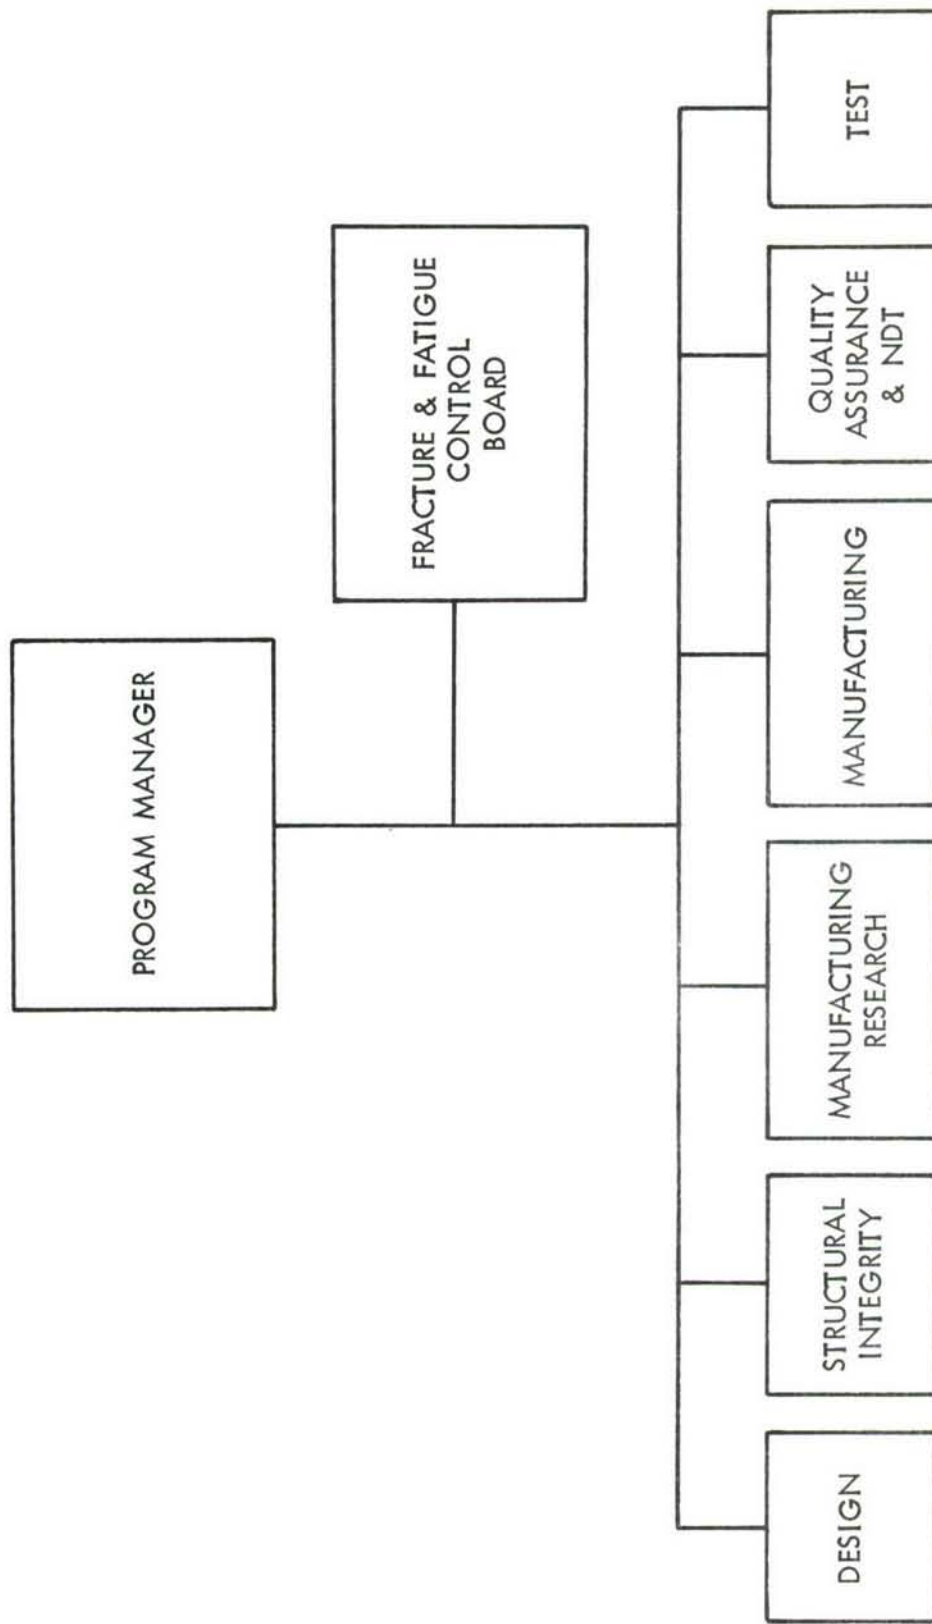 PROGRAM MANAGER
FRACTURE & FATIGUE
CONTROL
BOARD
DESIGN
STRUCTURAL
INTEGRITY
MANUFACTURING
RESEARCH
MANUFACTURING
QUALITY
ASSURANCE
& NDT
TEST